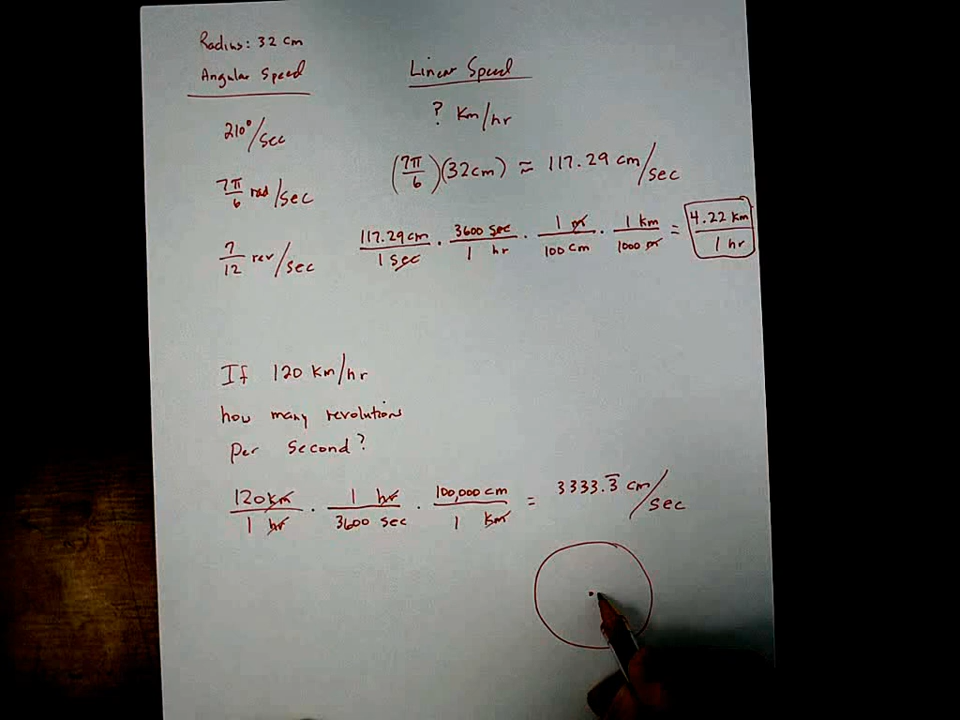 Radius: 32 cm
Angular Speed
Linear Speed
210°/sec
? Km/hr
7π/6 rad/sec
(7π/6)(32cm) ≈ 117.29 cm/sec
7/12 rev/sec
117.29cm/1 sec · 3600 sec/1 hr · 1 m/100 cm · 1 km/1000 m = 4.22 km/1 hr
If 120 Km/hr
how many revolutions
per second?
120km/1 hr · 1 hr/3600 sec · 100,000 cm/1 km = 3333.3̅ cm/sec